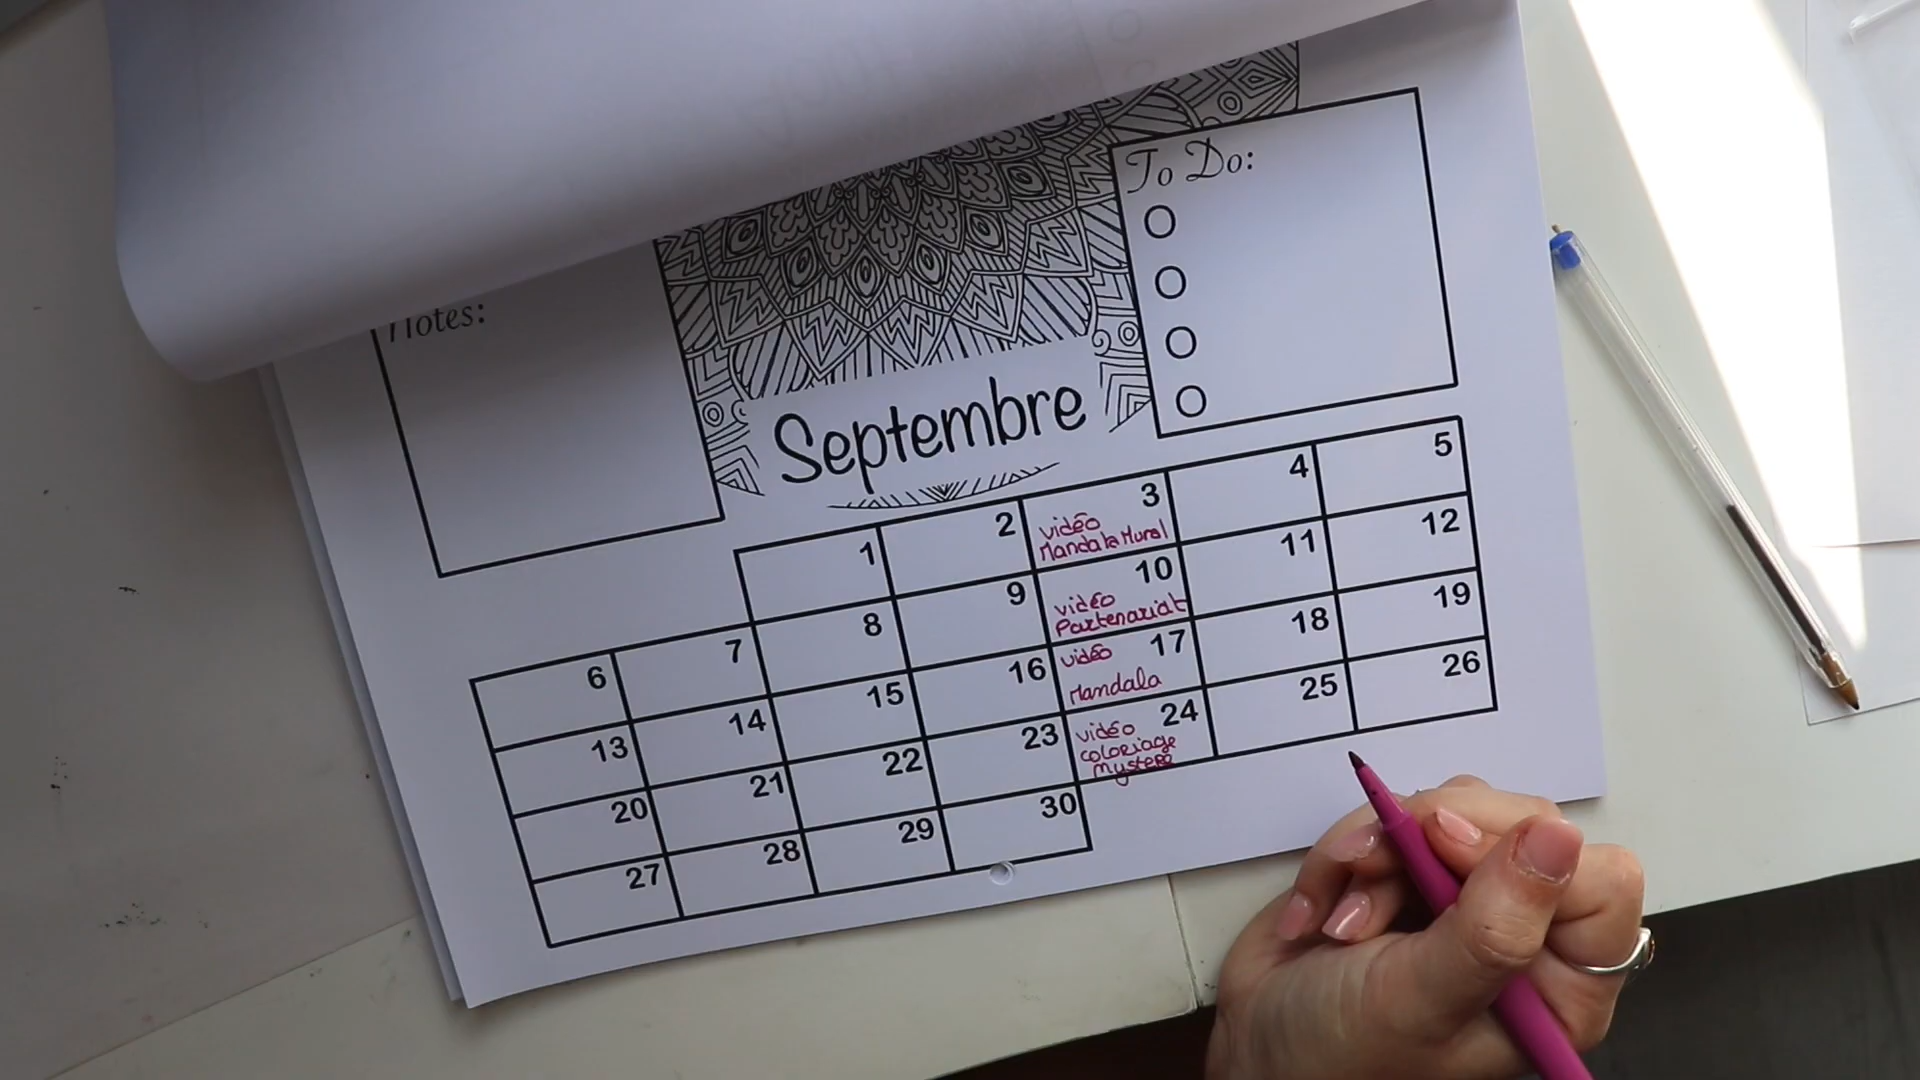 Notes:
To Do:
Septembre
1 2 3 4 5
vidéo
Mandala Mural
6 7 8 9 10 11 12
vidéo
Partenariat
13 14 15 16 17 18 19
vidéo
Mandala
20 21 22 23 24 25 26
vidéo
coloriage
Mystère
27 28 29 30